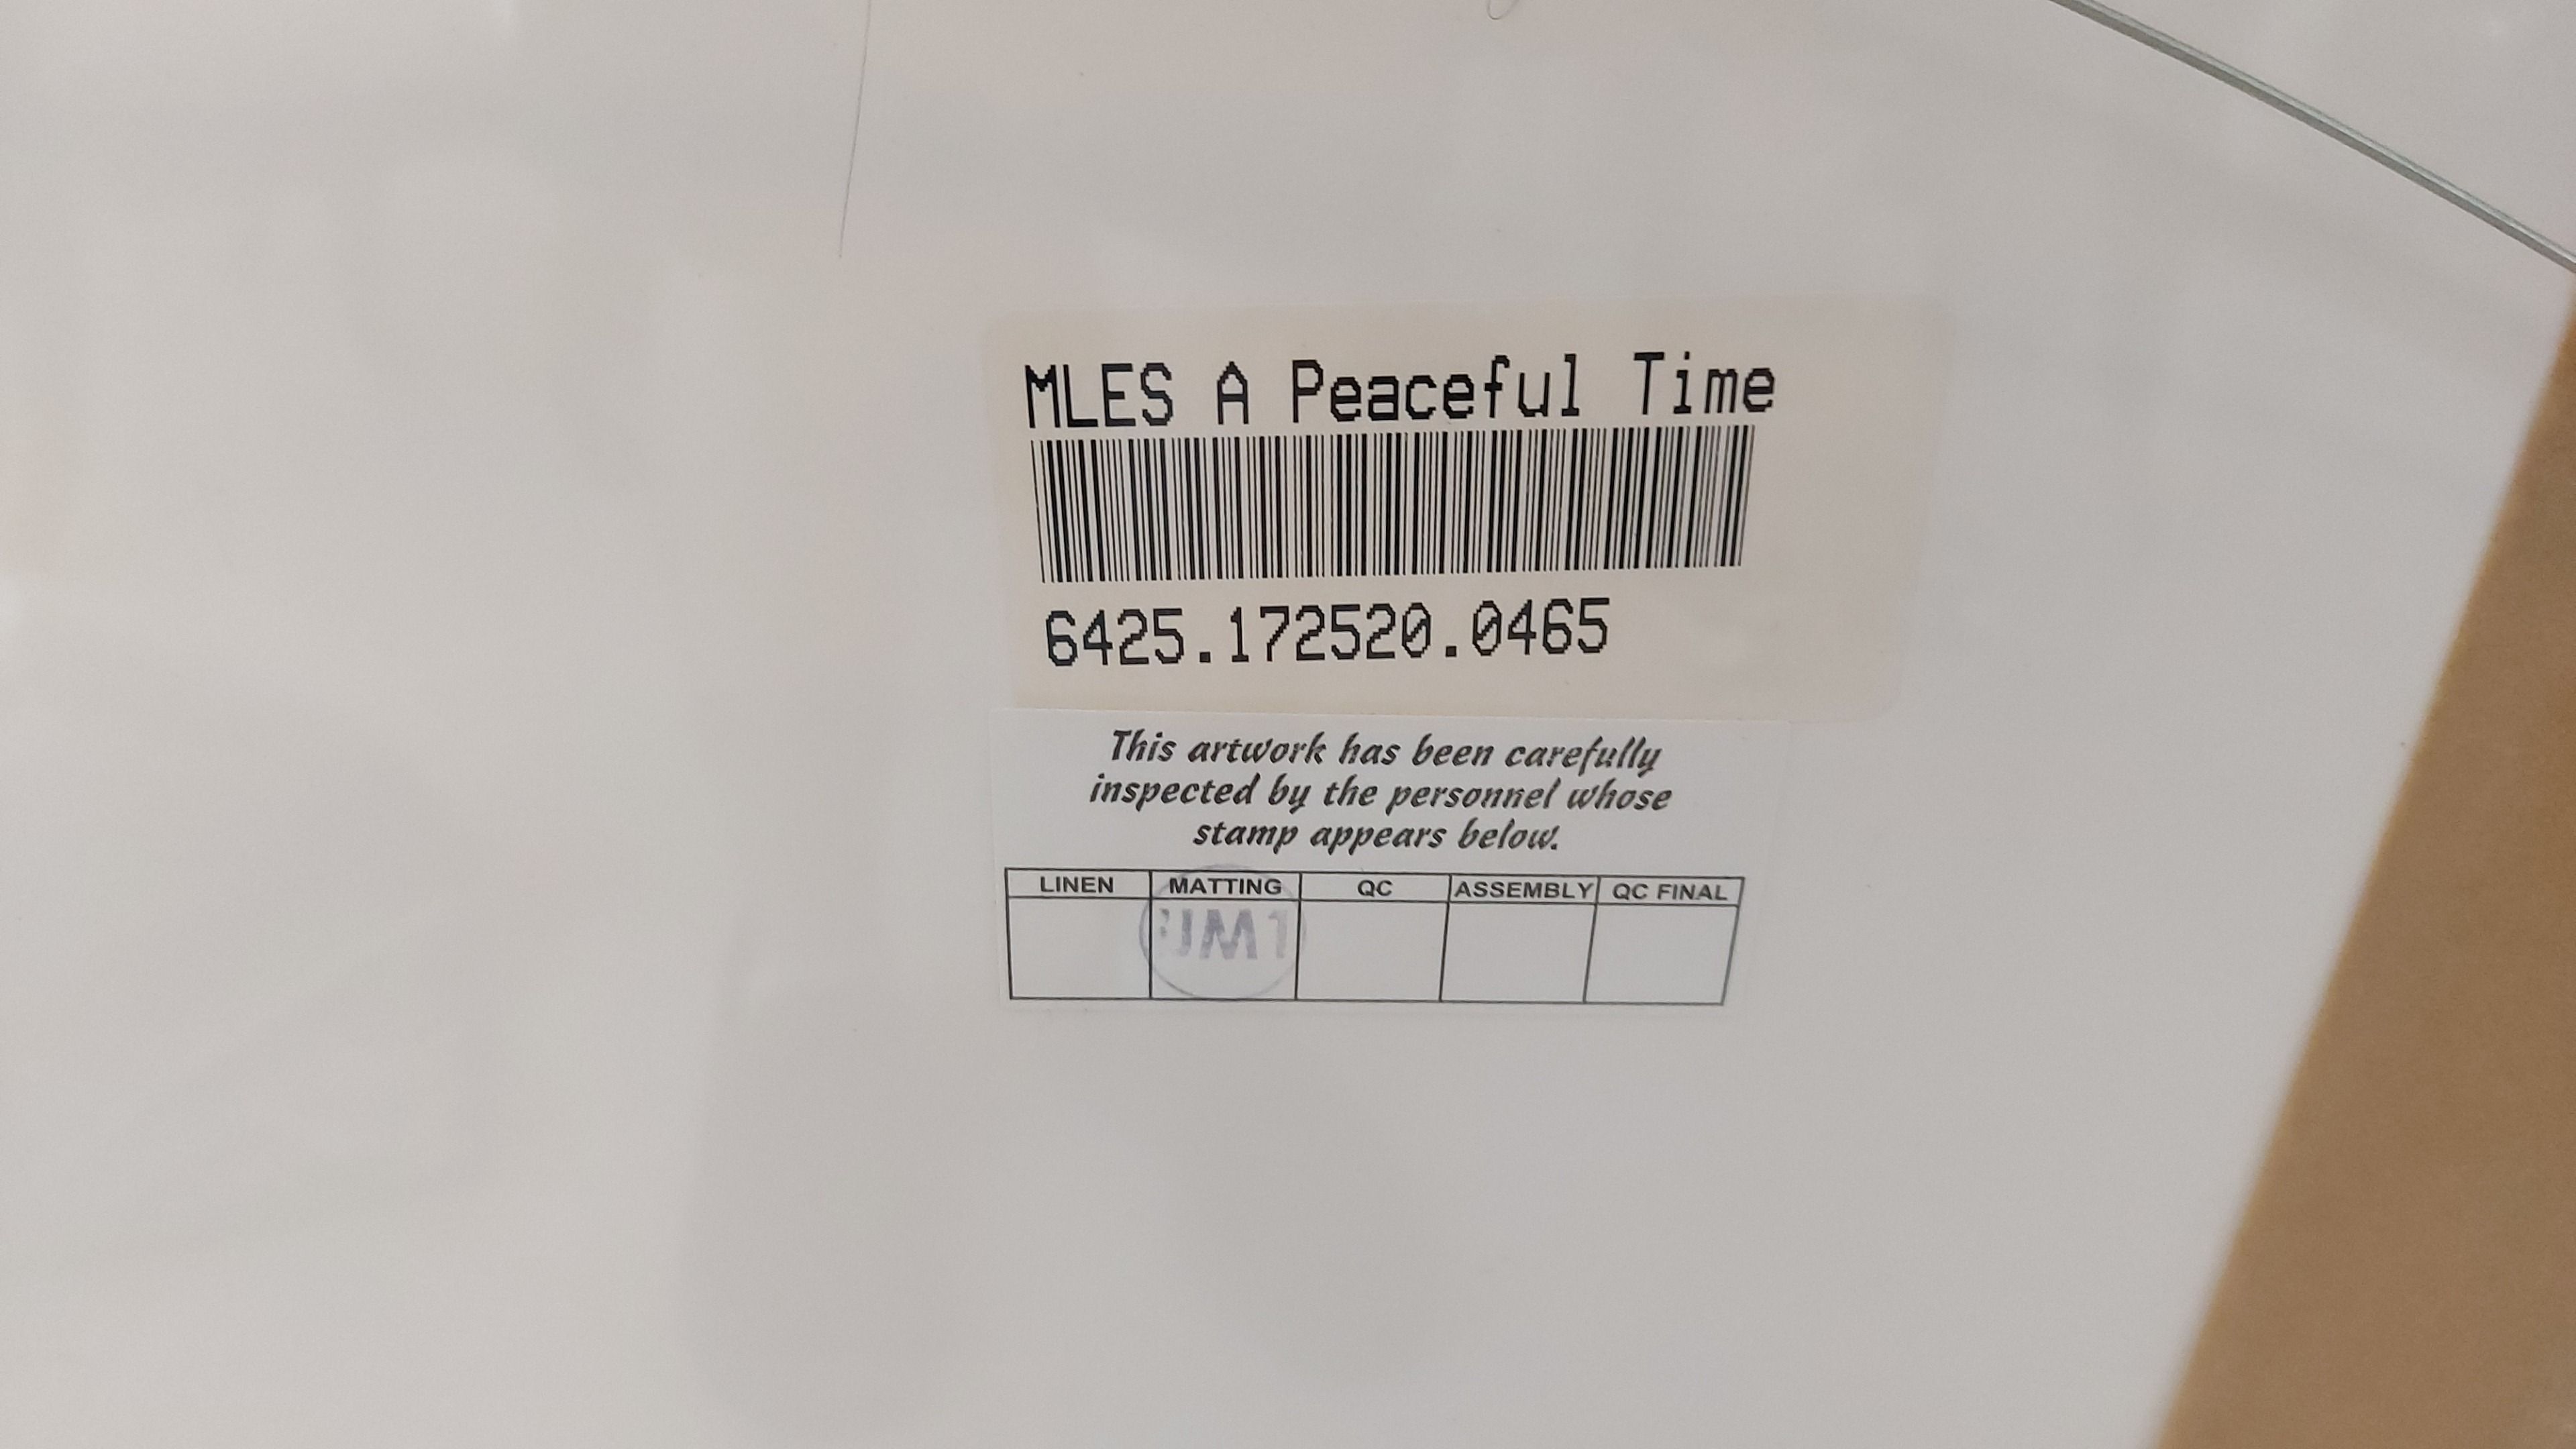 MLES A Peaceful Time
6425.172520.0465
This artwork has been carefully
inspected by the personnel whose
stamp appears below.
LINEN MATTING QC ASSEMBLY QC FINAL